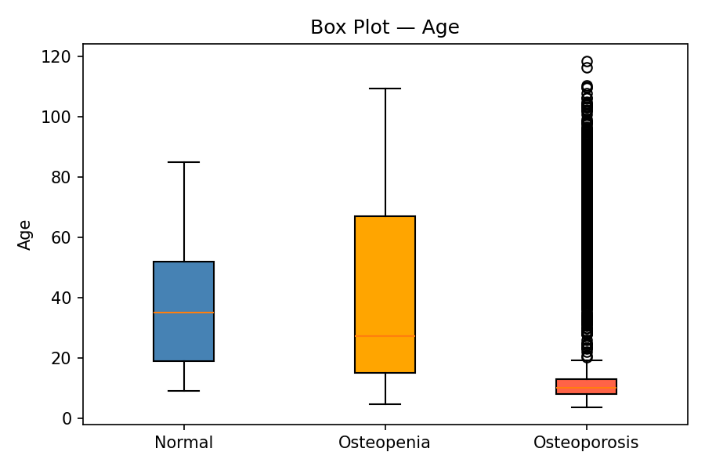 Box Plot — Age
Age
120
100
80
60
40
20
0
Normal
Osteopenia
Osteoporosis